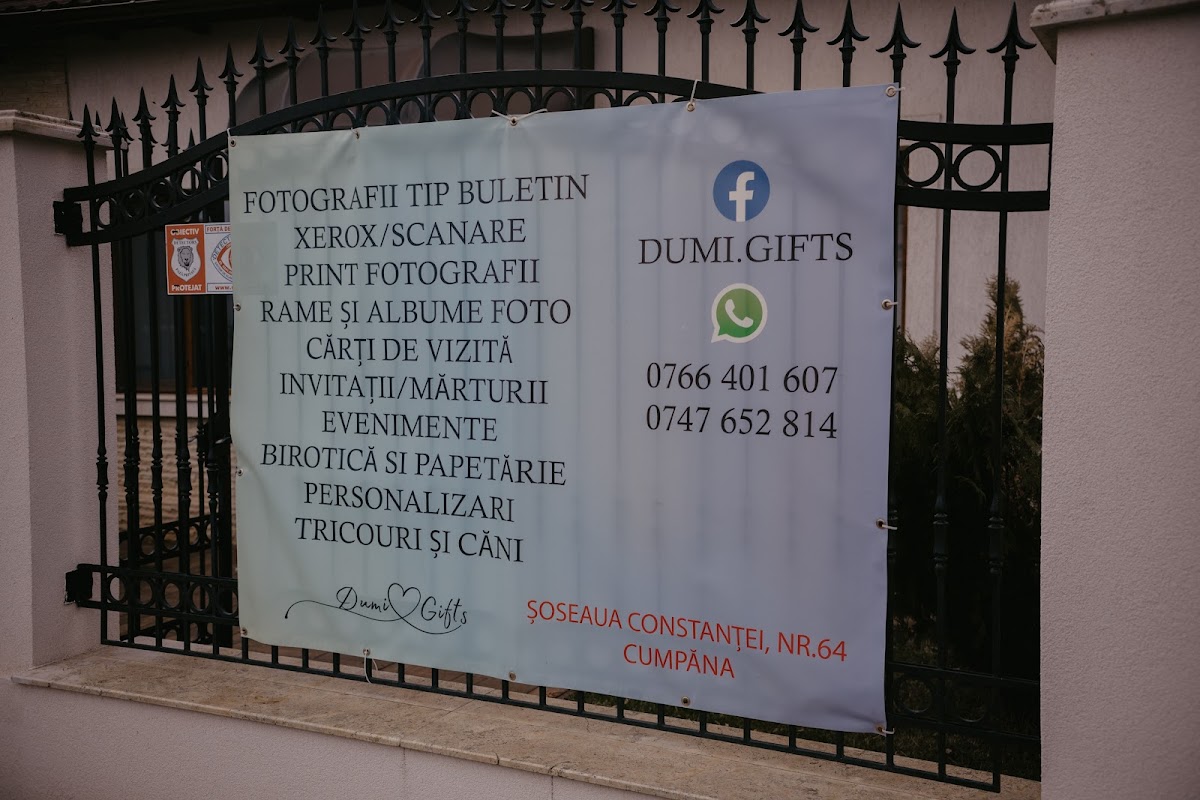 FOTOGRAFII TIP BULETIN
XEROX/SCANARE
PRINT FOTOGRAFII
RAME ȘI ALBUME FOTO
CĂRȚI DE VIZITĂ
INVITAȚII/MĂRTURII
EVENIMENTE
BIROTICĂ SI PAPETĂRIE
PERSONALIZARI
TRICOURI ȘI CĂNI
Dumi Gifts
DUMI.GIFTS
0766 401 607
0747 652 814
ȘOSEAUA CONSTANȚEI, NR.64
CUMPĂNA
OBIECTIV
PROTEJAT